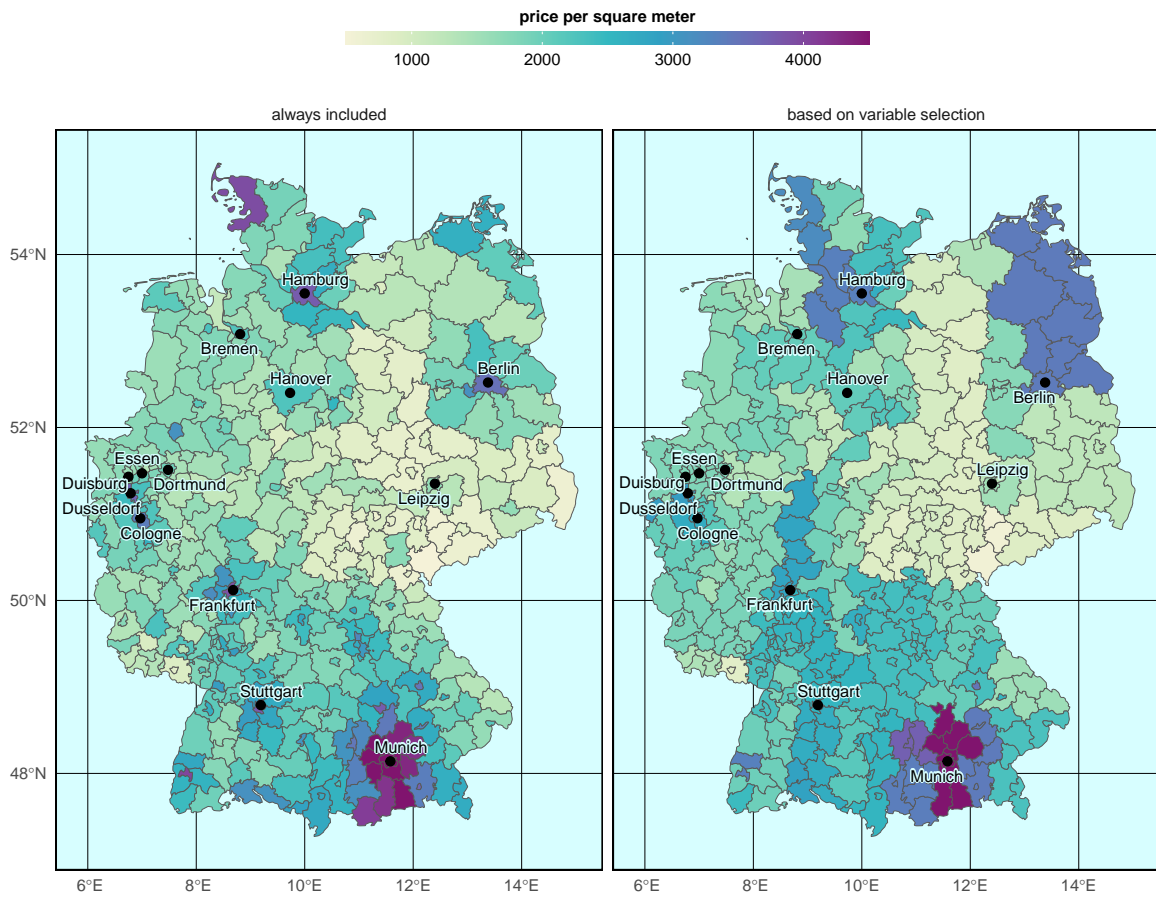 price per square meter
1000 2000 3000 4000
always included
based on variable selection
54°N
52°N
50°N
48°N
Hamburg
Bremen
Berlin
Hanover
Essen
Duisburg
Dortmund
Dusseldorf
Cologne
Leipzig
Frankfurt
Stuttgart
Munich
6°E 8°E 10°E 12°E 14°E
Hamburg
Bremen
Hanover
Berlin
Essen
Duisburg
Dortmund
Dusseldorf
Cologne
Leipzig
Frankfurt
Stuttgart
Munich
6°E 8°E 10°E 12°E 14°E